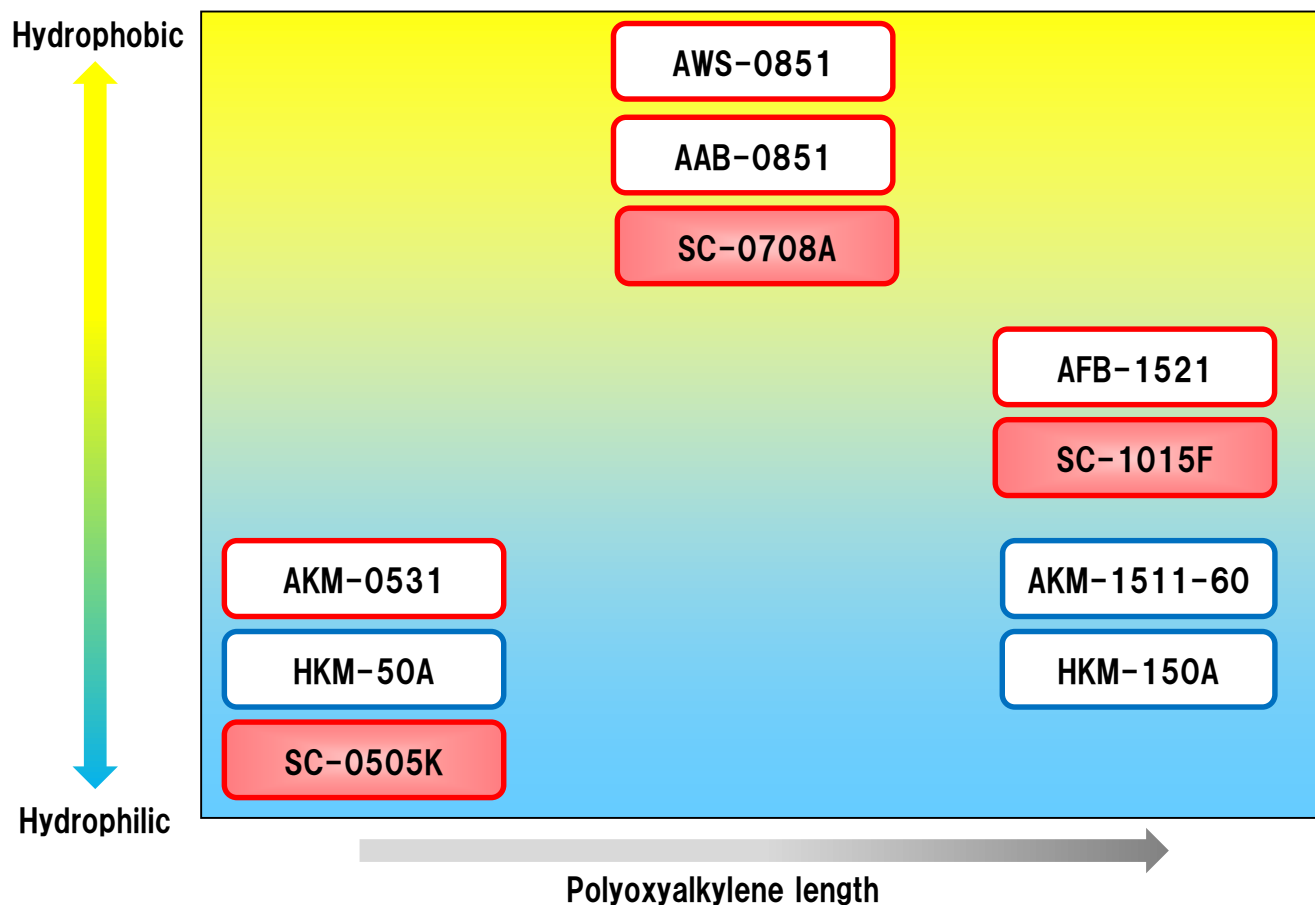 Hydrophobic
AWS-0851
AAB-0851
SC-0708A
AFB-1521
SC-1015F
AKM-0531
AKM-1511-60
HKM-50A
HKM-150A
SC-0505K
Hydrophilic
Polyoxyalkylene length